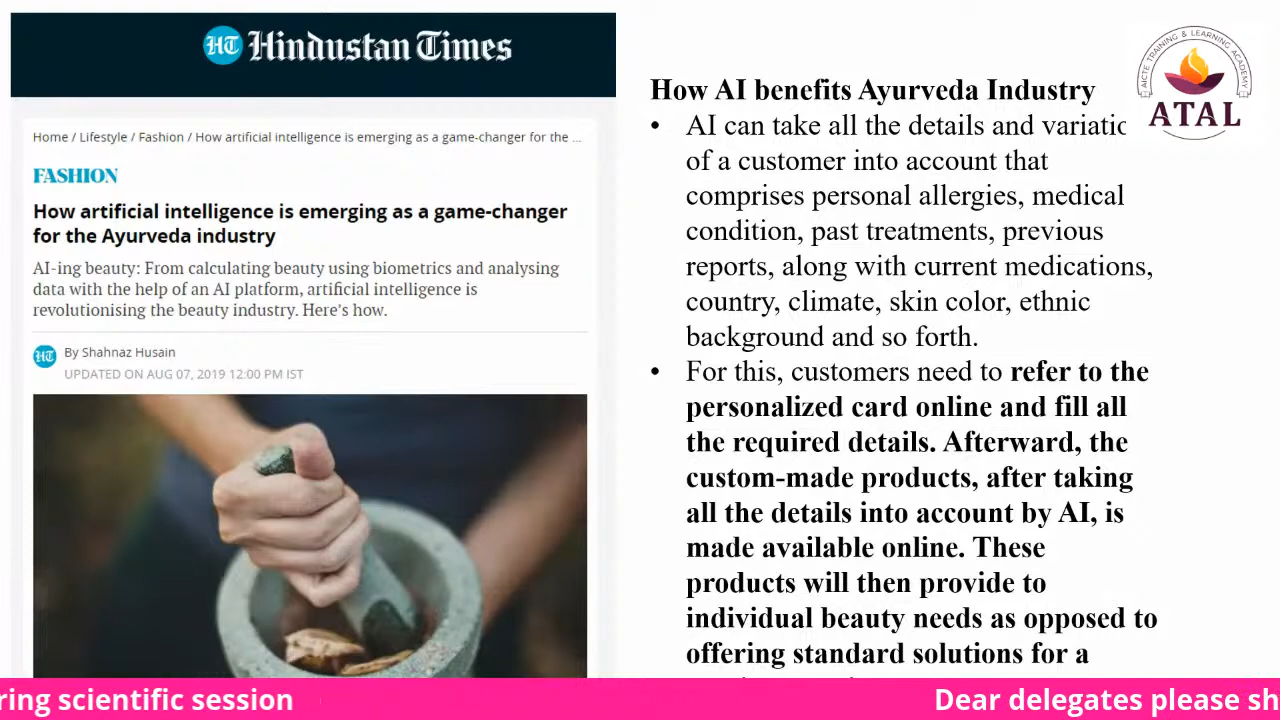 HT Hindustan Times
Home / Lifestyle / Fashion / How artificial intelligence is emerging as a game-changer for the ...
FASHION
How artificial intelligence is emerging as a game-changer
for the Ayurveda industry
AI-ing beauty: From calculating beauty using biometrics and analysing
data with the help of an AI platform, artificial intelligence is
revolutionising the beauty industry. Here's how.
HT By Shahnaz Husain
UPDATED ON AUG 07, 2019 12:00 PM IST
AICTE TRAINING & LEARNING ACADEMY
ATAL
How AI benefits Ayurveda Industry
• AI can take all the details and variatio
of a customer into account that
comprises personal allergies, medical
condition, past treatments, previous
reports, along with current medications,
country, climate, skin color, ethnic
background and so forth.
• For this, customers need to refer to the
personalized card online and fill all
the required details. Afterward, the
custom-made products, after taking
all the details into account by AI, is
made available online. These
products will then provide to
individual beauty needs as opposed to
offering standard solutions for a
ring scientific session
Dear delegates please sh